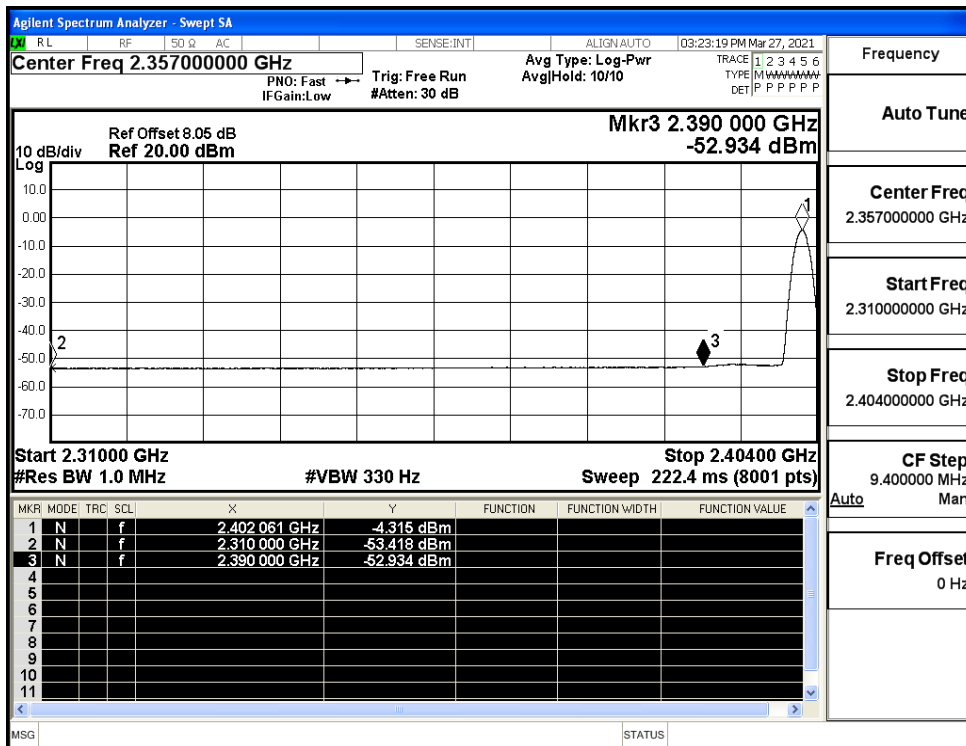 Agilent Spectrum Analyzer - Swept SA
LXI RL RF 50 Ω AC SENSE:INT ALIGN AUTO 03:23:19 PM Mar 27, 2021
Center Freq 2.357000000 GHz
PNO: Fast
IFGain:Low
Trig: Free Run
#Atten: 30 dB
Avg Type: Log-Pwr
Avg|Hold: 10/10
TRACE 1 2 3 4 5 6
TYPE M WWWWW
DET P P P P P P
Ref Offset 8.05 dB
Ref 20.00 dBm
10 dB/div
Log
Mkr3 2.390 000 GHz
-52.934 dBm
10.0
0.00
-10.0
-20.0
-30.0
-40.0
-50.0
-60.0
-70.0
1
2
3
Start 2.31000 GHz
Stop 2.40400 GHz
#Res BW 1.0 MHz
#VBW 330 Hz
Sweep 222.4 ms (8001 pts)
MKR MODE TRC SCL X Y FUNCTION FUNCTION WIDTH FUNCTION VALUE
1 N f 2.402 061 GHz -4.315 dBm
2 N f 2.310 000 GHz -53.418 dBm
3 N f 2.390 000 GHz -52.934 dBm
4
5
6
7
8
9
10
11
MSG
STATUS
Frequency
Auto Tune
Center Freq
2.357000000 GHz
Start Freq
2.310000000 GHz
Stop Freq
2.404000000 GHz
CF Step
9.400000 MHz
Auto Man
Freq Offset
0 Hz